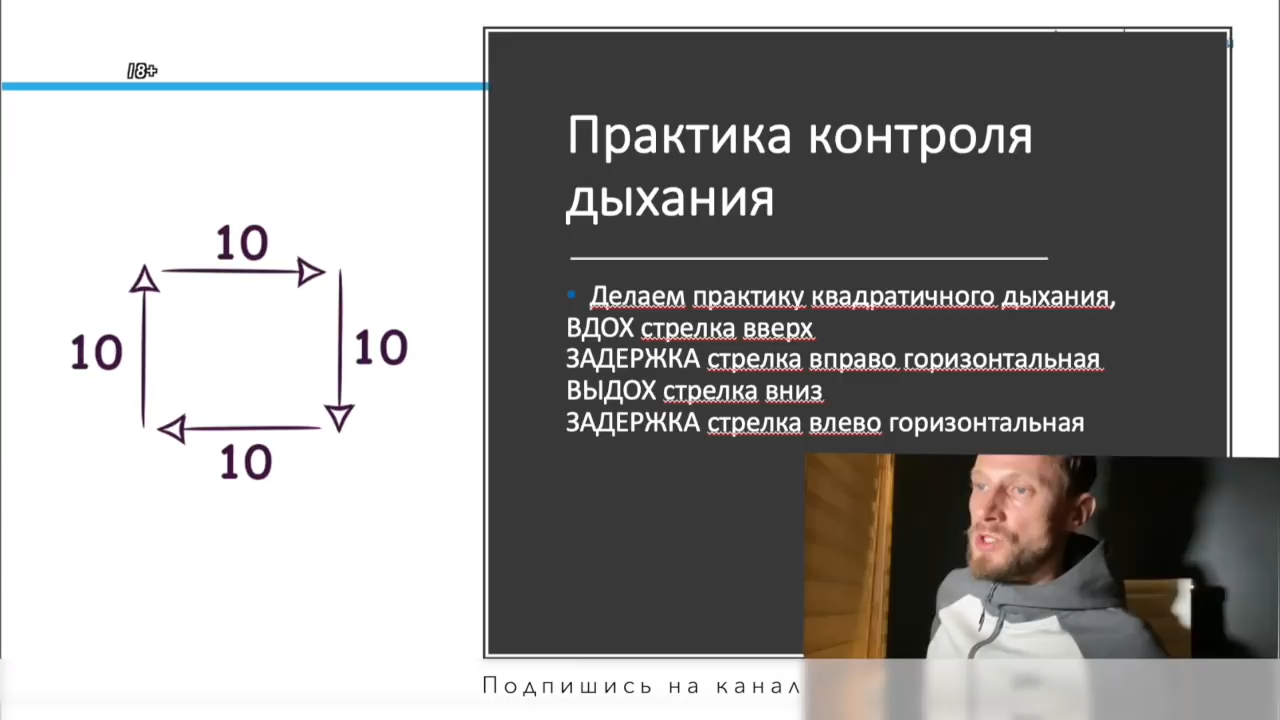 18+
10
10
10
10
Практика контроля
дыхания
• Делаем практику квадратичного дыхания,
ВДОХ стрелка вверх
ЗАДЕРЖКА стрелка вправо горизонтальная
ВЫДОХ стрелка вниз
ЗАДЕРЖКА стрелка влево горизонтальная
Подпишись на канал